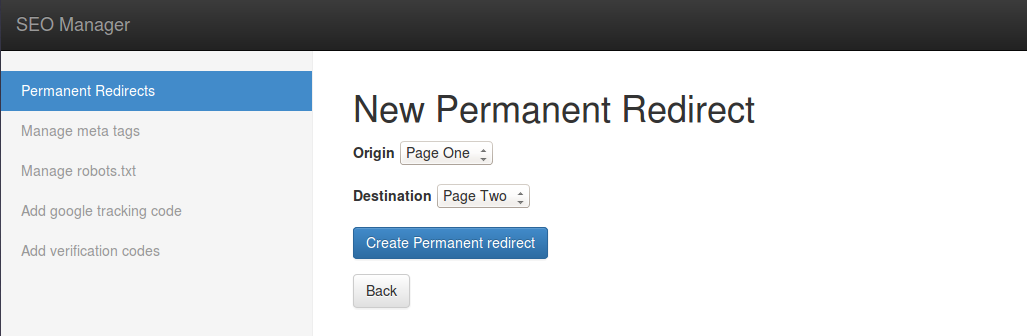 SEO Manager
Permanent Redirects
Manage meta tags
Manage robots.txt
Add google tracking code
Add verification codes
New Permanent Redirect
Origin Page One
Destination Page Two
Create Permanent redirect
Back